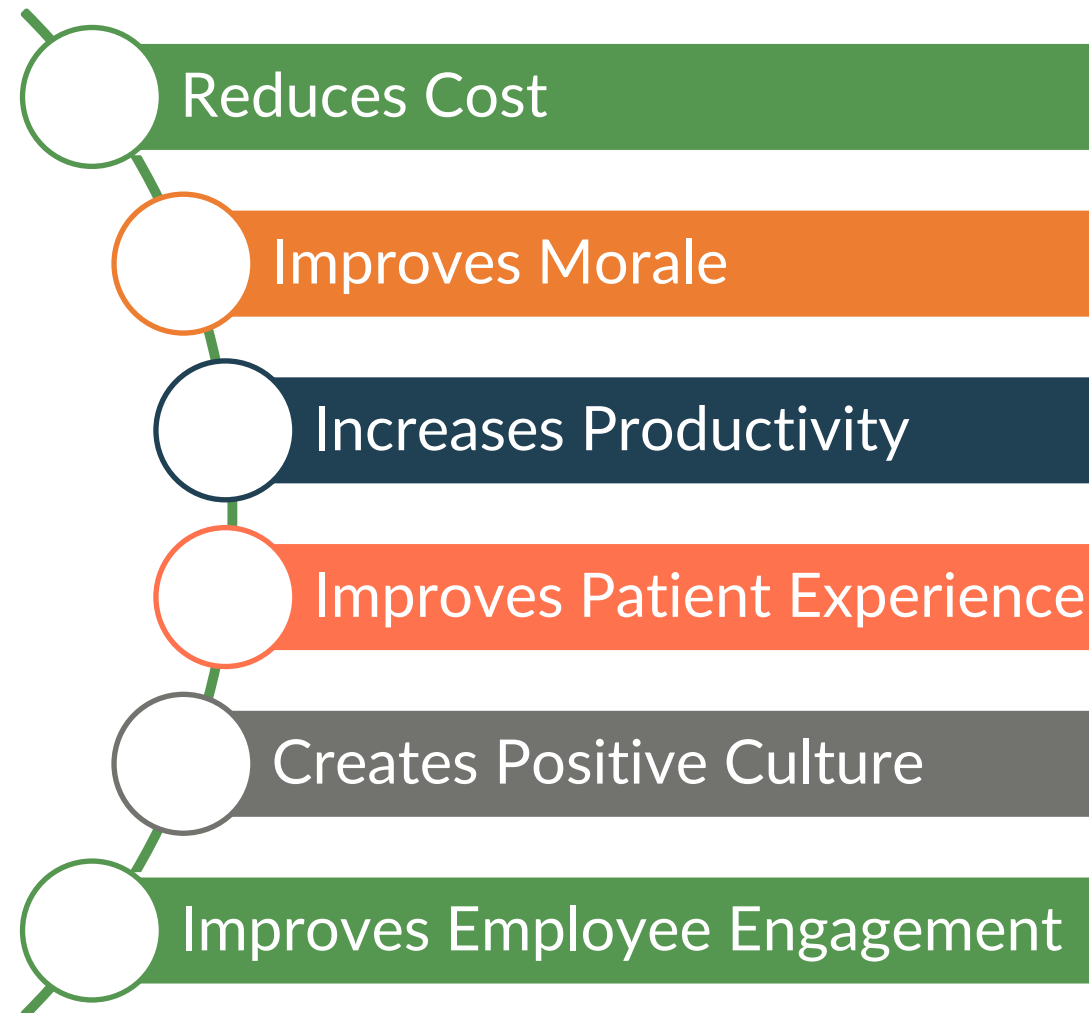 Reduces Cost
Improves Morale
Increases Productivity
Improves Patient Experience
Creates Positive Culture
Improves Employee Engagement